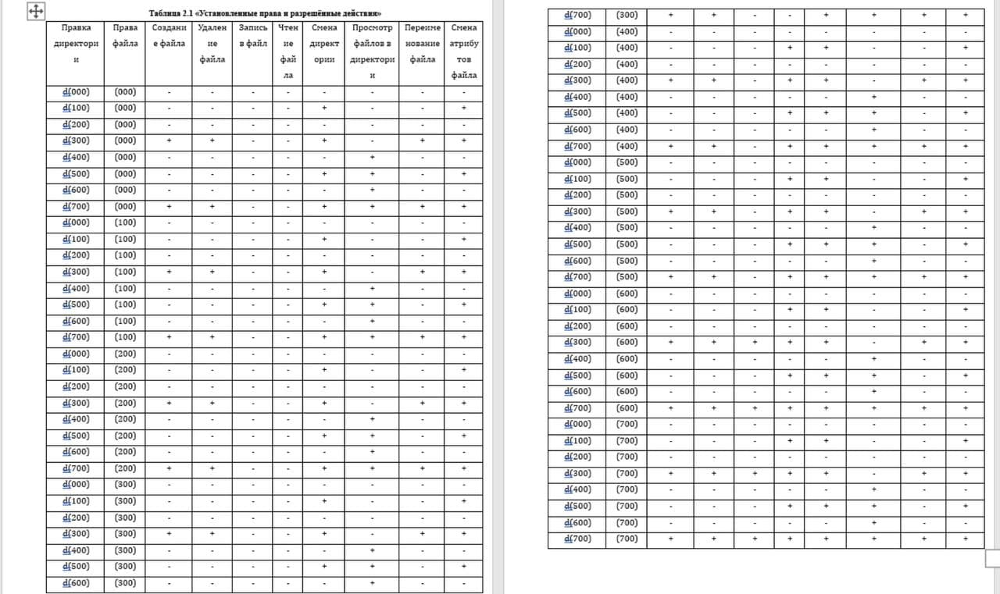 Таблица 2.1 «Установленные права и разрешённые действия»
Правка Права Создани Удален Запись Чтен Смена Просмотр Переиме Смена
директори файла е файла ие в файл ие директ файлов в нование атрибу
и файла фай ории директори файла тов
ла и файла
d(000) (000) - - - - - - - -
d(100) (000) - - - - + - - +
d(200) (000) - - - - - - - -
d(300) (000) + + - - + - + +
d(400) (000) - - - - - + - -
d(500) (000) - - - - + + - +
d(600) (000) - - - - - + - -
d(700) (000) + + - - + + + +
d(000) (100) - - - - - - - -
d(100) (100) - - - - + - - +
d(200) (100) - - - - - - - -
d(300) (100) + + - - + - + +
d(400) (100) - - - - - + - -
d(500) (100) - - - - + + - +
d(600) (100) - - - - - + - -
d(700) (100) + + - - + + + +
d(000) (200) - - - - - - - -
d(100) (200) - - - - + - - +
d(200) (200) - - - - - - - -
d(300) (200) + + - - + - + +
d(400) (200) - - - - - + - -
d(500) (200) - - - - + + - +
d(600) (200) - - - - - + - -
d(700) (200) + + - - + + + +
d(000) (300) - - - - - - - -
d(100) (300) - - - - + - - +
d(200) (300) - - - - - - - -
d(300) (300) + + - - + - + +
d(400) (300) - - - - - + - -
d(500) (300) - - - - + + - +
d(600) (300) - - - - - + - -
d(700) (300) + + - - + + + +
d(000) (400) - - - - - - - -
d(100) (400) - - - + + - - +
d(200) (400) - - - - - - - -
d(300) (400) + + - + + - + +
d(400) (400) - - - - - + - -
d(500) (400) - - - + + + - +
d(600) (400) - - - - - + - -
d(700) (400) + + - + + + + +
d(000) (500) - - - - - - - -
d(100) (500) - - - + + - - +
d(200) (500) - - - - - - - -
d(300) (500) + + - + + - + +
d(400) (500) - - - - - + - -
d(500) (500) - - - + + + - +
d(600) (500) - - - - - + - -
d(700) (500) + + - + + + + +
d(000) (600) - - - - - - - -
d(100) (600) - - - + + - - +
d(200) (600) - - - - - - - -
d(300) (600) + + + + + - + +
d(400) (600) - - - - - + - -
d(500) (600) - - - + + + - +
d(600) (600) - - - - - + - -
d(700) (600) + + + + + + + +
d(000) (700) - - - - - - - -
d(100) (700) - - - + + - - +
d(200) (700) - - - - - - - -
d(300) (700) + + + + + - + +
d(400) (700) - - - - - + - -
d(500) (700) - - - + + + - +
d(600) (700) - - - - - + - -
d(700) (700) + + + + + + + +